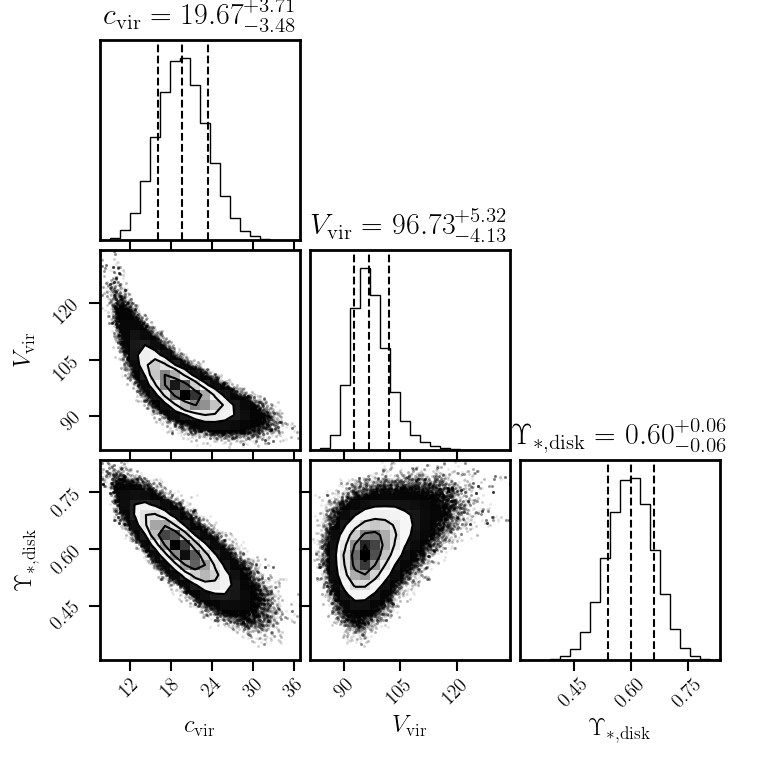 c_vir = 19.67^{+3.71}_{-3.48}
V_vir = 96.73^{+5.32}_{-4.13}
V_vir
120
105
90
ϒ_{*,disk} = 0.60^{+0.06}_{-0.06}
ϒ_{*,disk}
0.75
0.60
0.45
12 18 24 30 36
90 105 120
0.45 0.60 0.75
c_vir
V_vir
ϒ_{*,disk}